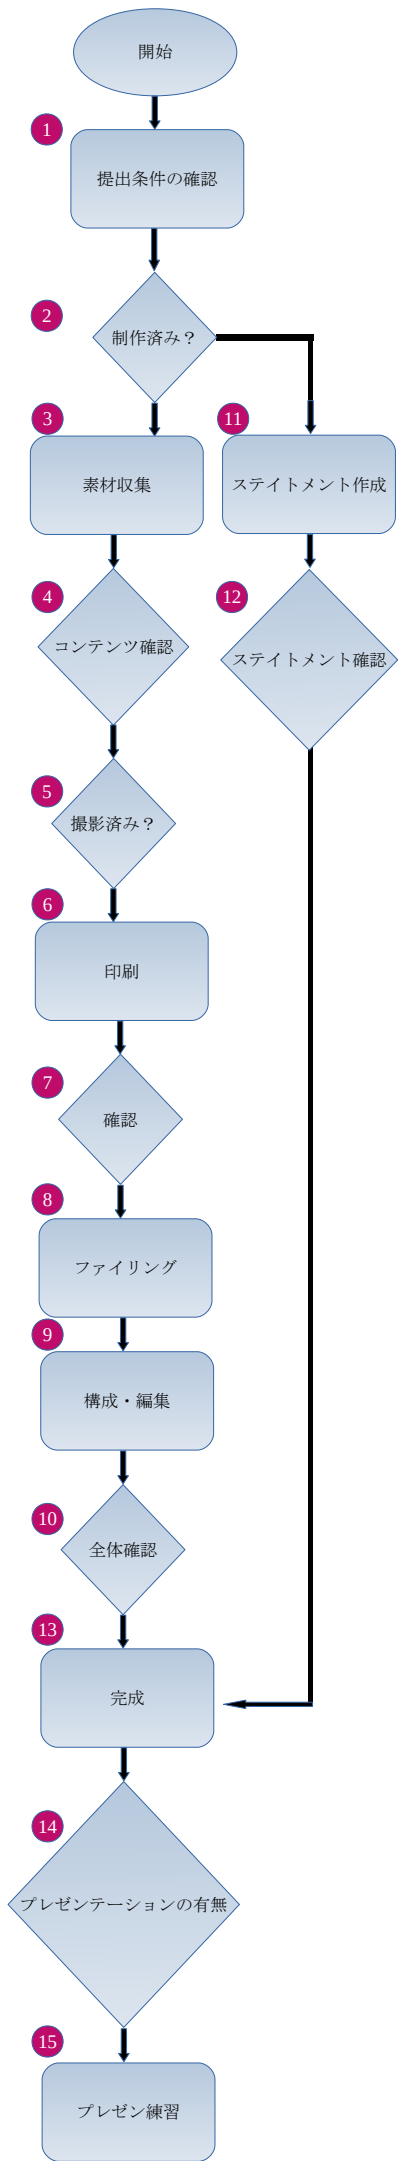 開始
1
提出条件の確認
2
制作済み？
3
素材収集
4
コンテンツ確認
5
撮影済み？
6
印刷
7
確認
8
ファイリング
9
構成・編集
10
全体確認
11
ステイトメント作成
12
ステイトメント確認
13
完成
14
プレゼンテーションの有無
15
プレゼン練習